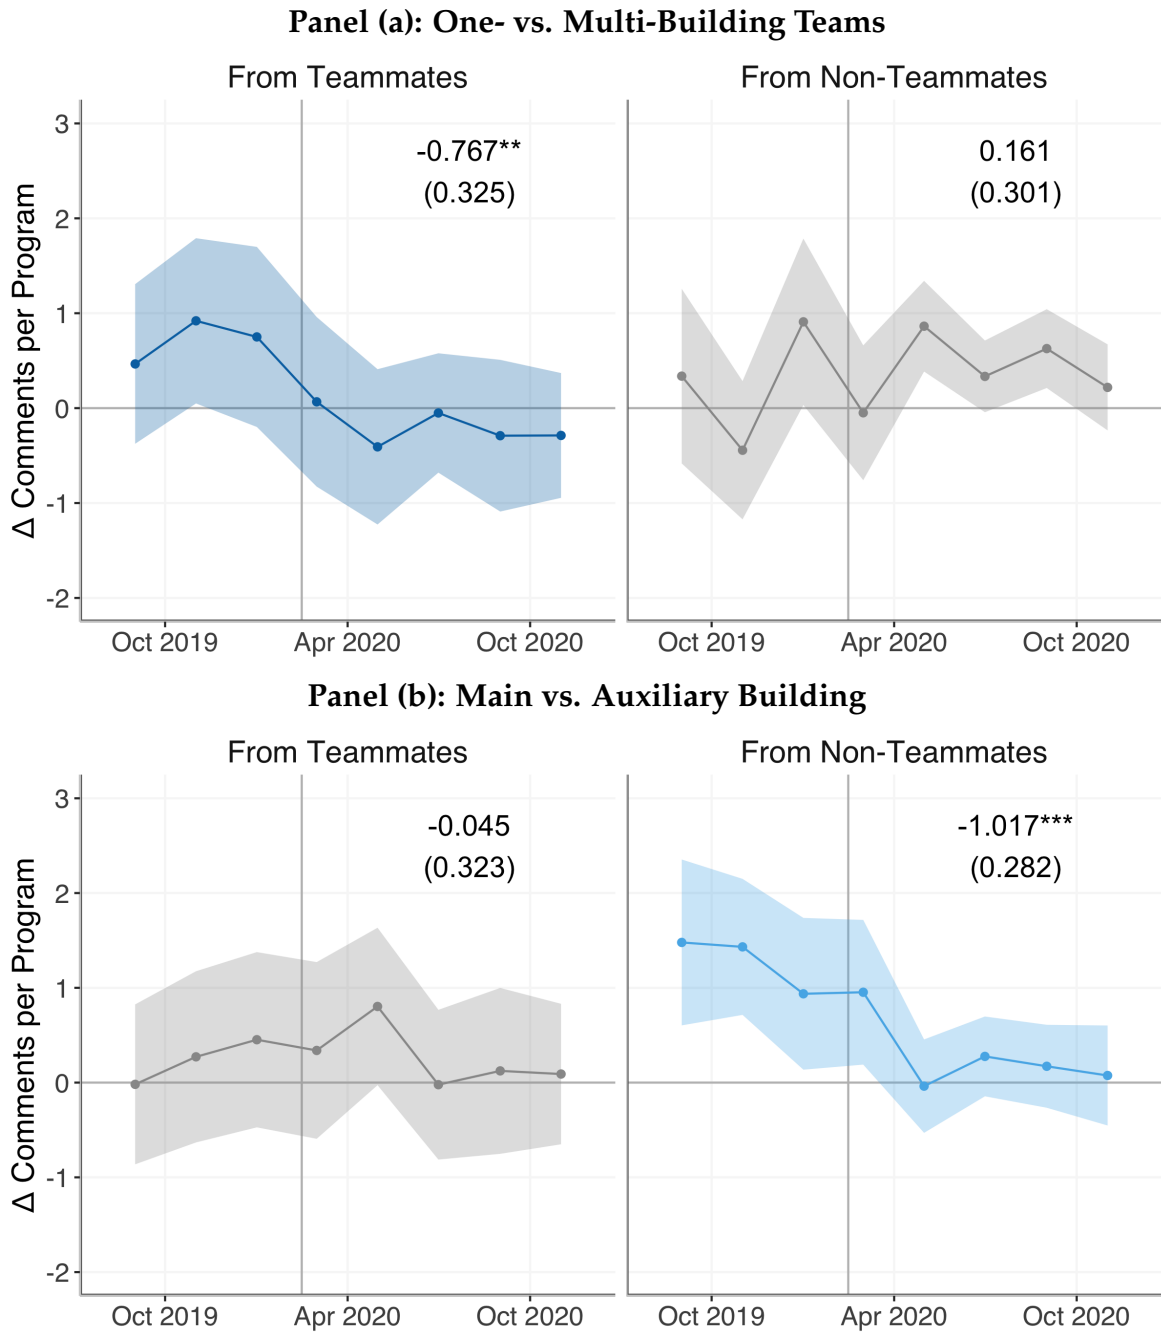 Panel (a): One- vs. Multi-Building Teams
From Teammates
From Non-Teammates
Δ Comments per Program
3
2
1
0
-1
-2
-0.767**
(0.325)
0.161
(0.301)
Oct 2019
Apr 2020
Oct 2020
Oct 2019
Apr 2020
Oct 2020
Panel (b): Main vs. Auxiliary Building
From Teammates
From Non-Teammates
Δ Comments per Program
3
2
1
0
-1
-2
-0.045
(0.323)
-1.017***
(0.282)
Oct 2019
Apr 2020
Oct 2020
Oct 2019
Apr 2020
Oct 2020